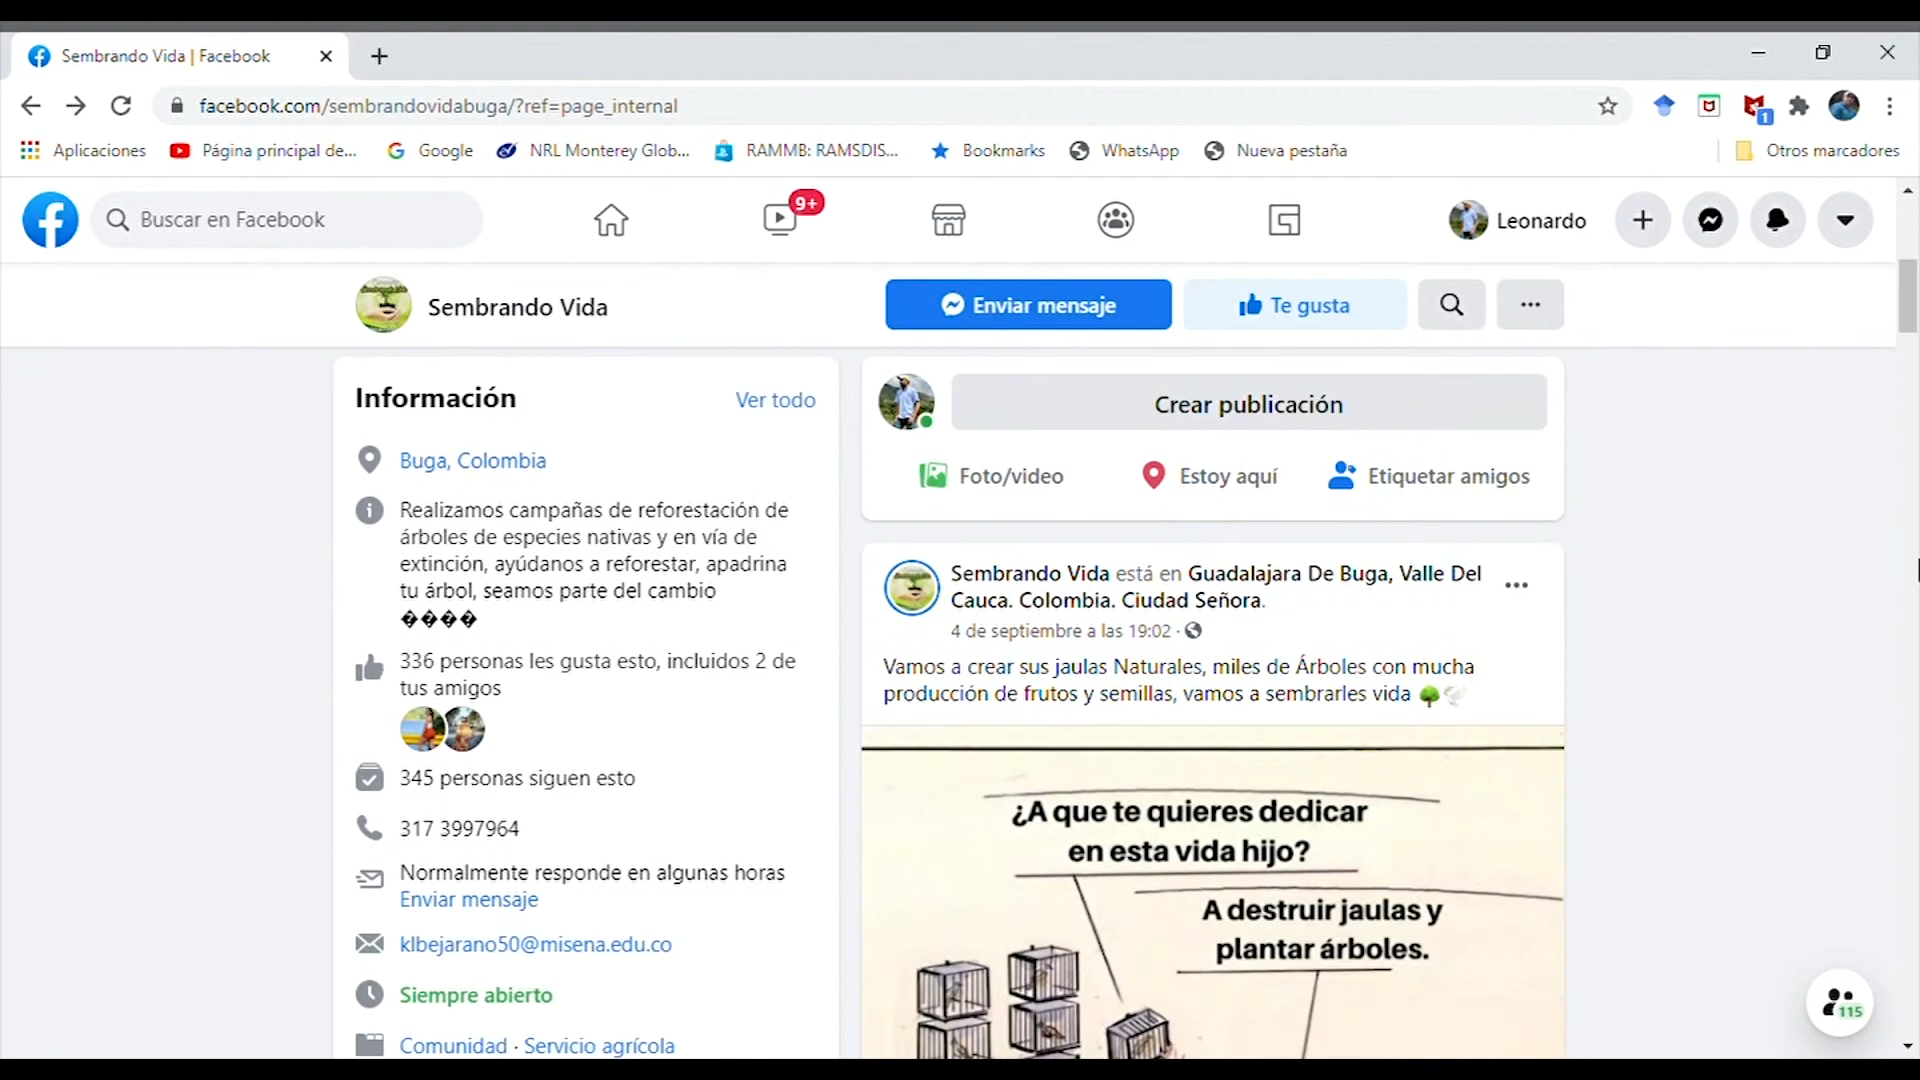 Sembrando Vida | Facebook
facebook.com/sembrandovidabuga/?ref=page_internal
1
Aplicaciones
Página principal de...
Google
NRL Monterey Glob...
RAMMB: RAMSDIS...
Bookmarks
WhatsApp
Nueva pestaña
Otros marcadores
Buscar en Facebook
9+
Leonardo
Sembrando Vida
Enviar mensaje
Te gusta
Información
Ver todo
Buga, Colombia
Realizamos campañas de reforestación de
árboles de especies nativas y en vía de
extinción, ayúdanos a reforestar, apadrina
tu árbol, seamos parte del cambio
����
336 personas les gusta esto, incluidos 2 de
tus amigos
345 personas siguen esto
317 3997964
Normalmente responde en algunas horas
Enviar mensaje
klbejarano50@misena.edu.co
Siempre abierto
Comunidad · Servicio agrícola
Crear publicación
Foto/video
Estoy aquí
Etiquetar amigos
Sembrando Vida está en Guadalajara De Buga, Valle Del
Cauca. Colombia. Ciudad Señora.
4 de septiembre a las 19:02 ·
Vamos a crear sus jaulas Naturales, miles de Árboles con mucha
producción de frutos y semillas, vamos a sembrarles vida 🌳🕊️
¿A que te quieres dedicar
en esta vida hijo?
A destruir jaulas y
plantar árboles.
115